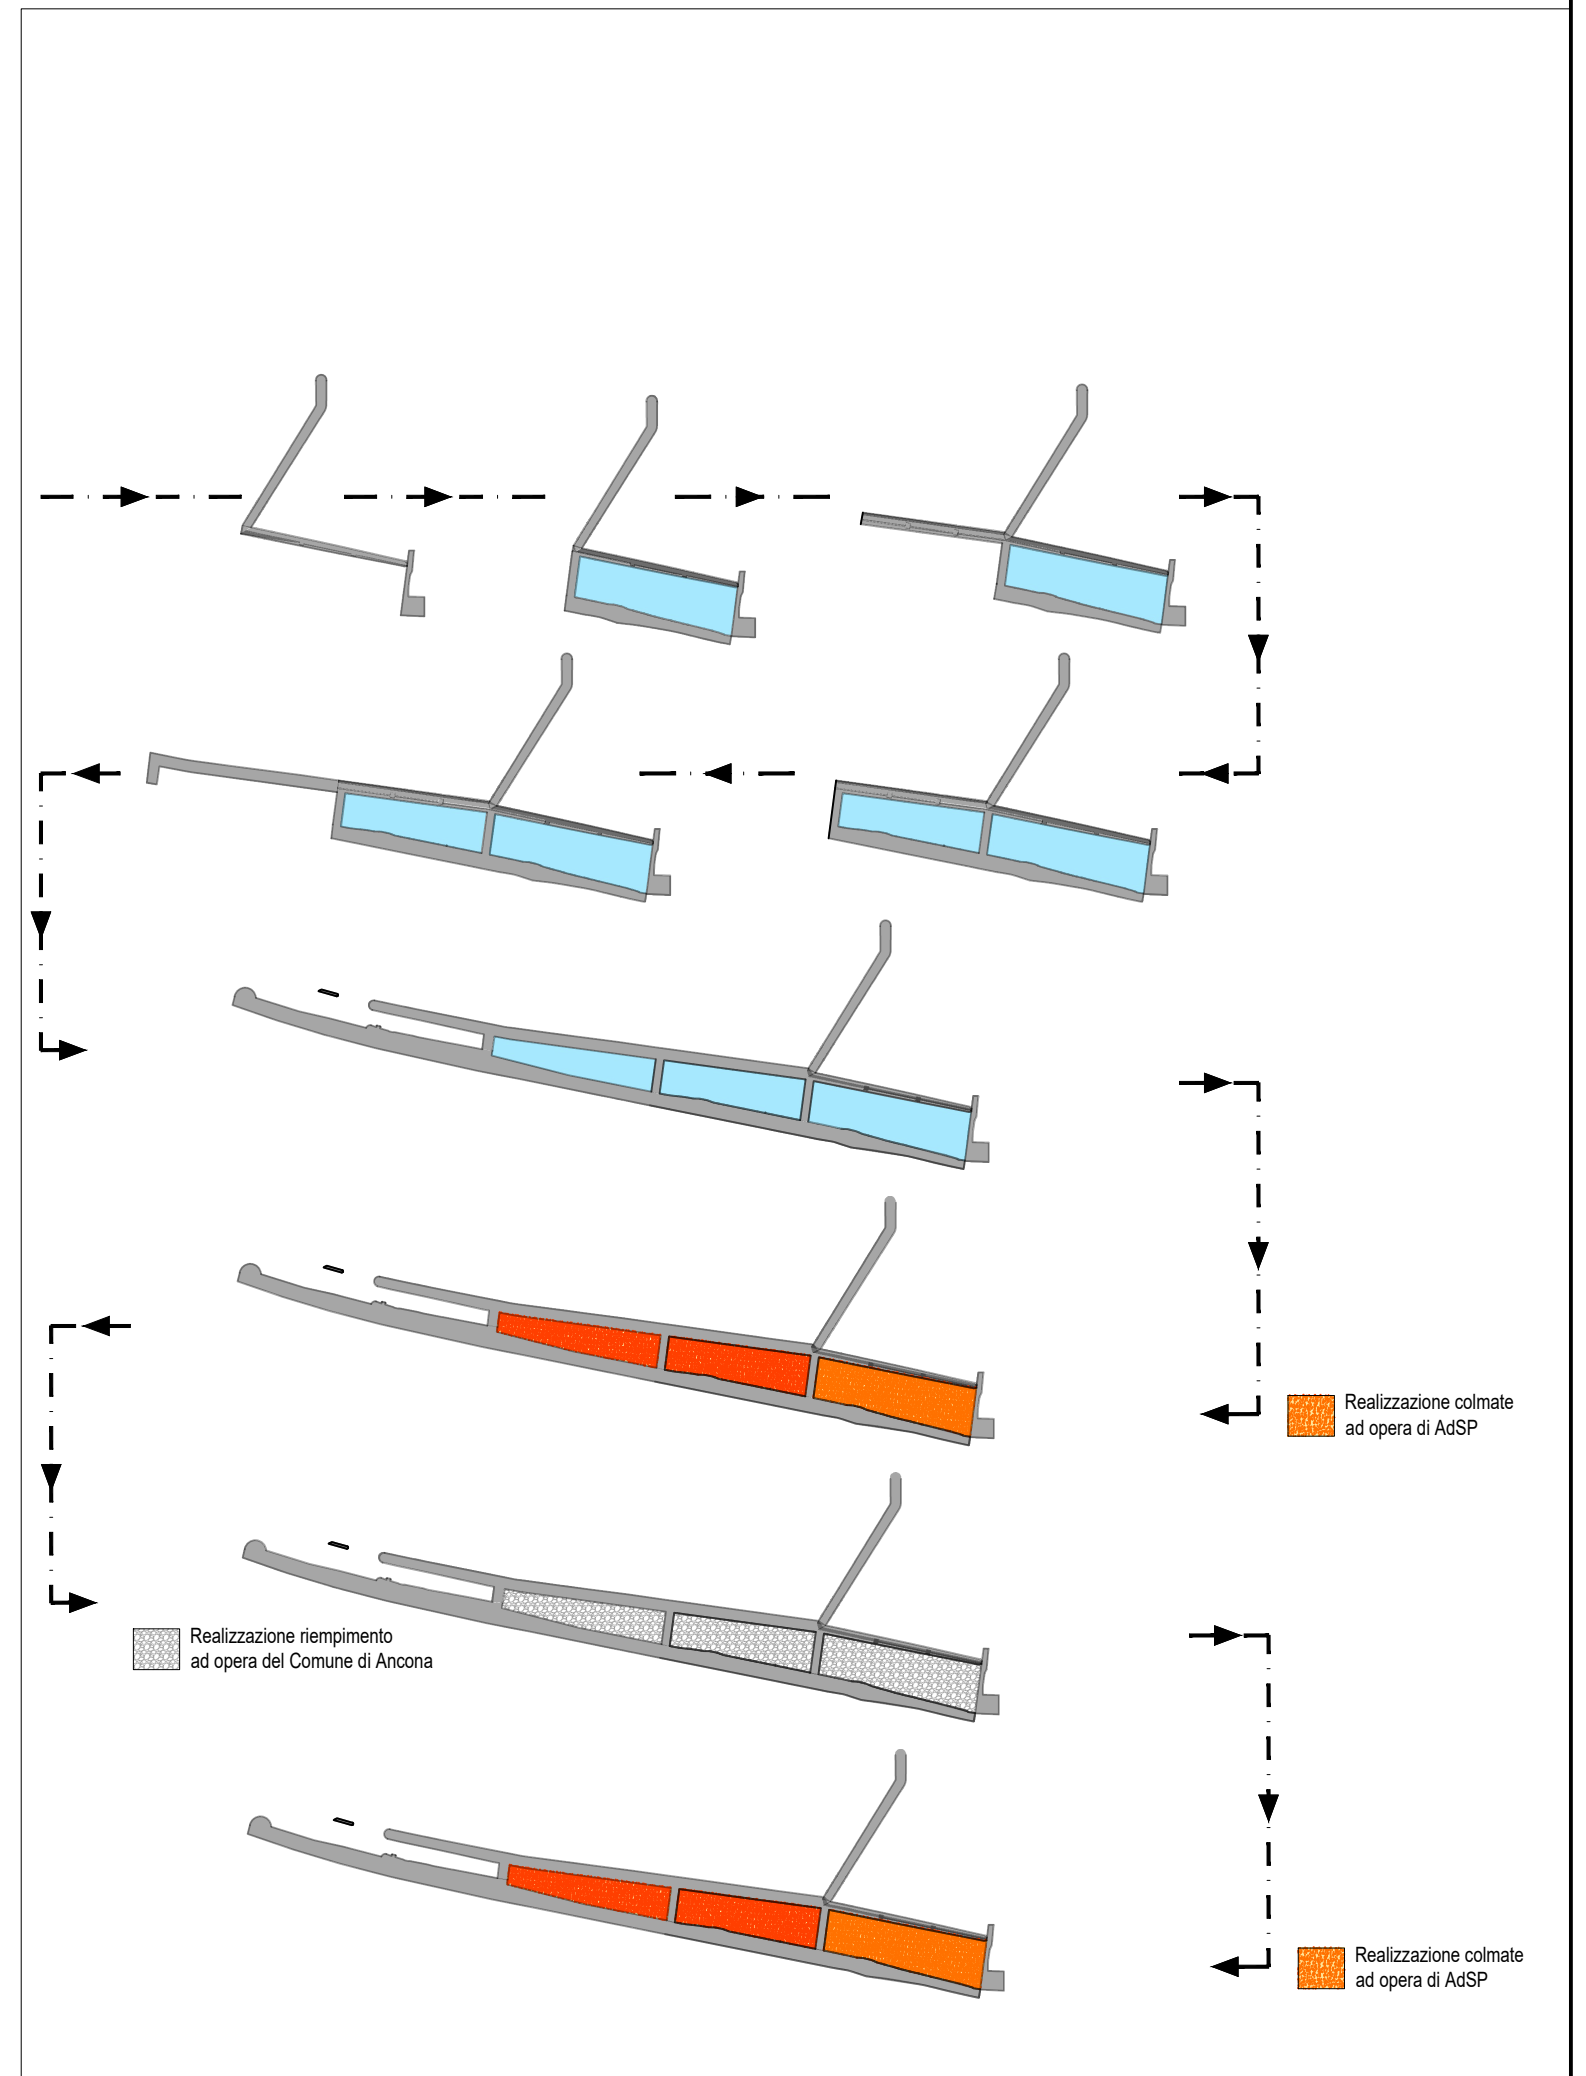 Realizzazione colmate
ad opera di AdSP
Realizzazione riempimento
ad opera del Comune di Ancona
Realizzazione colmate
ad opera di AdSP